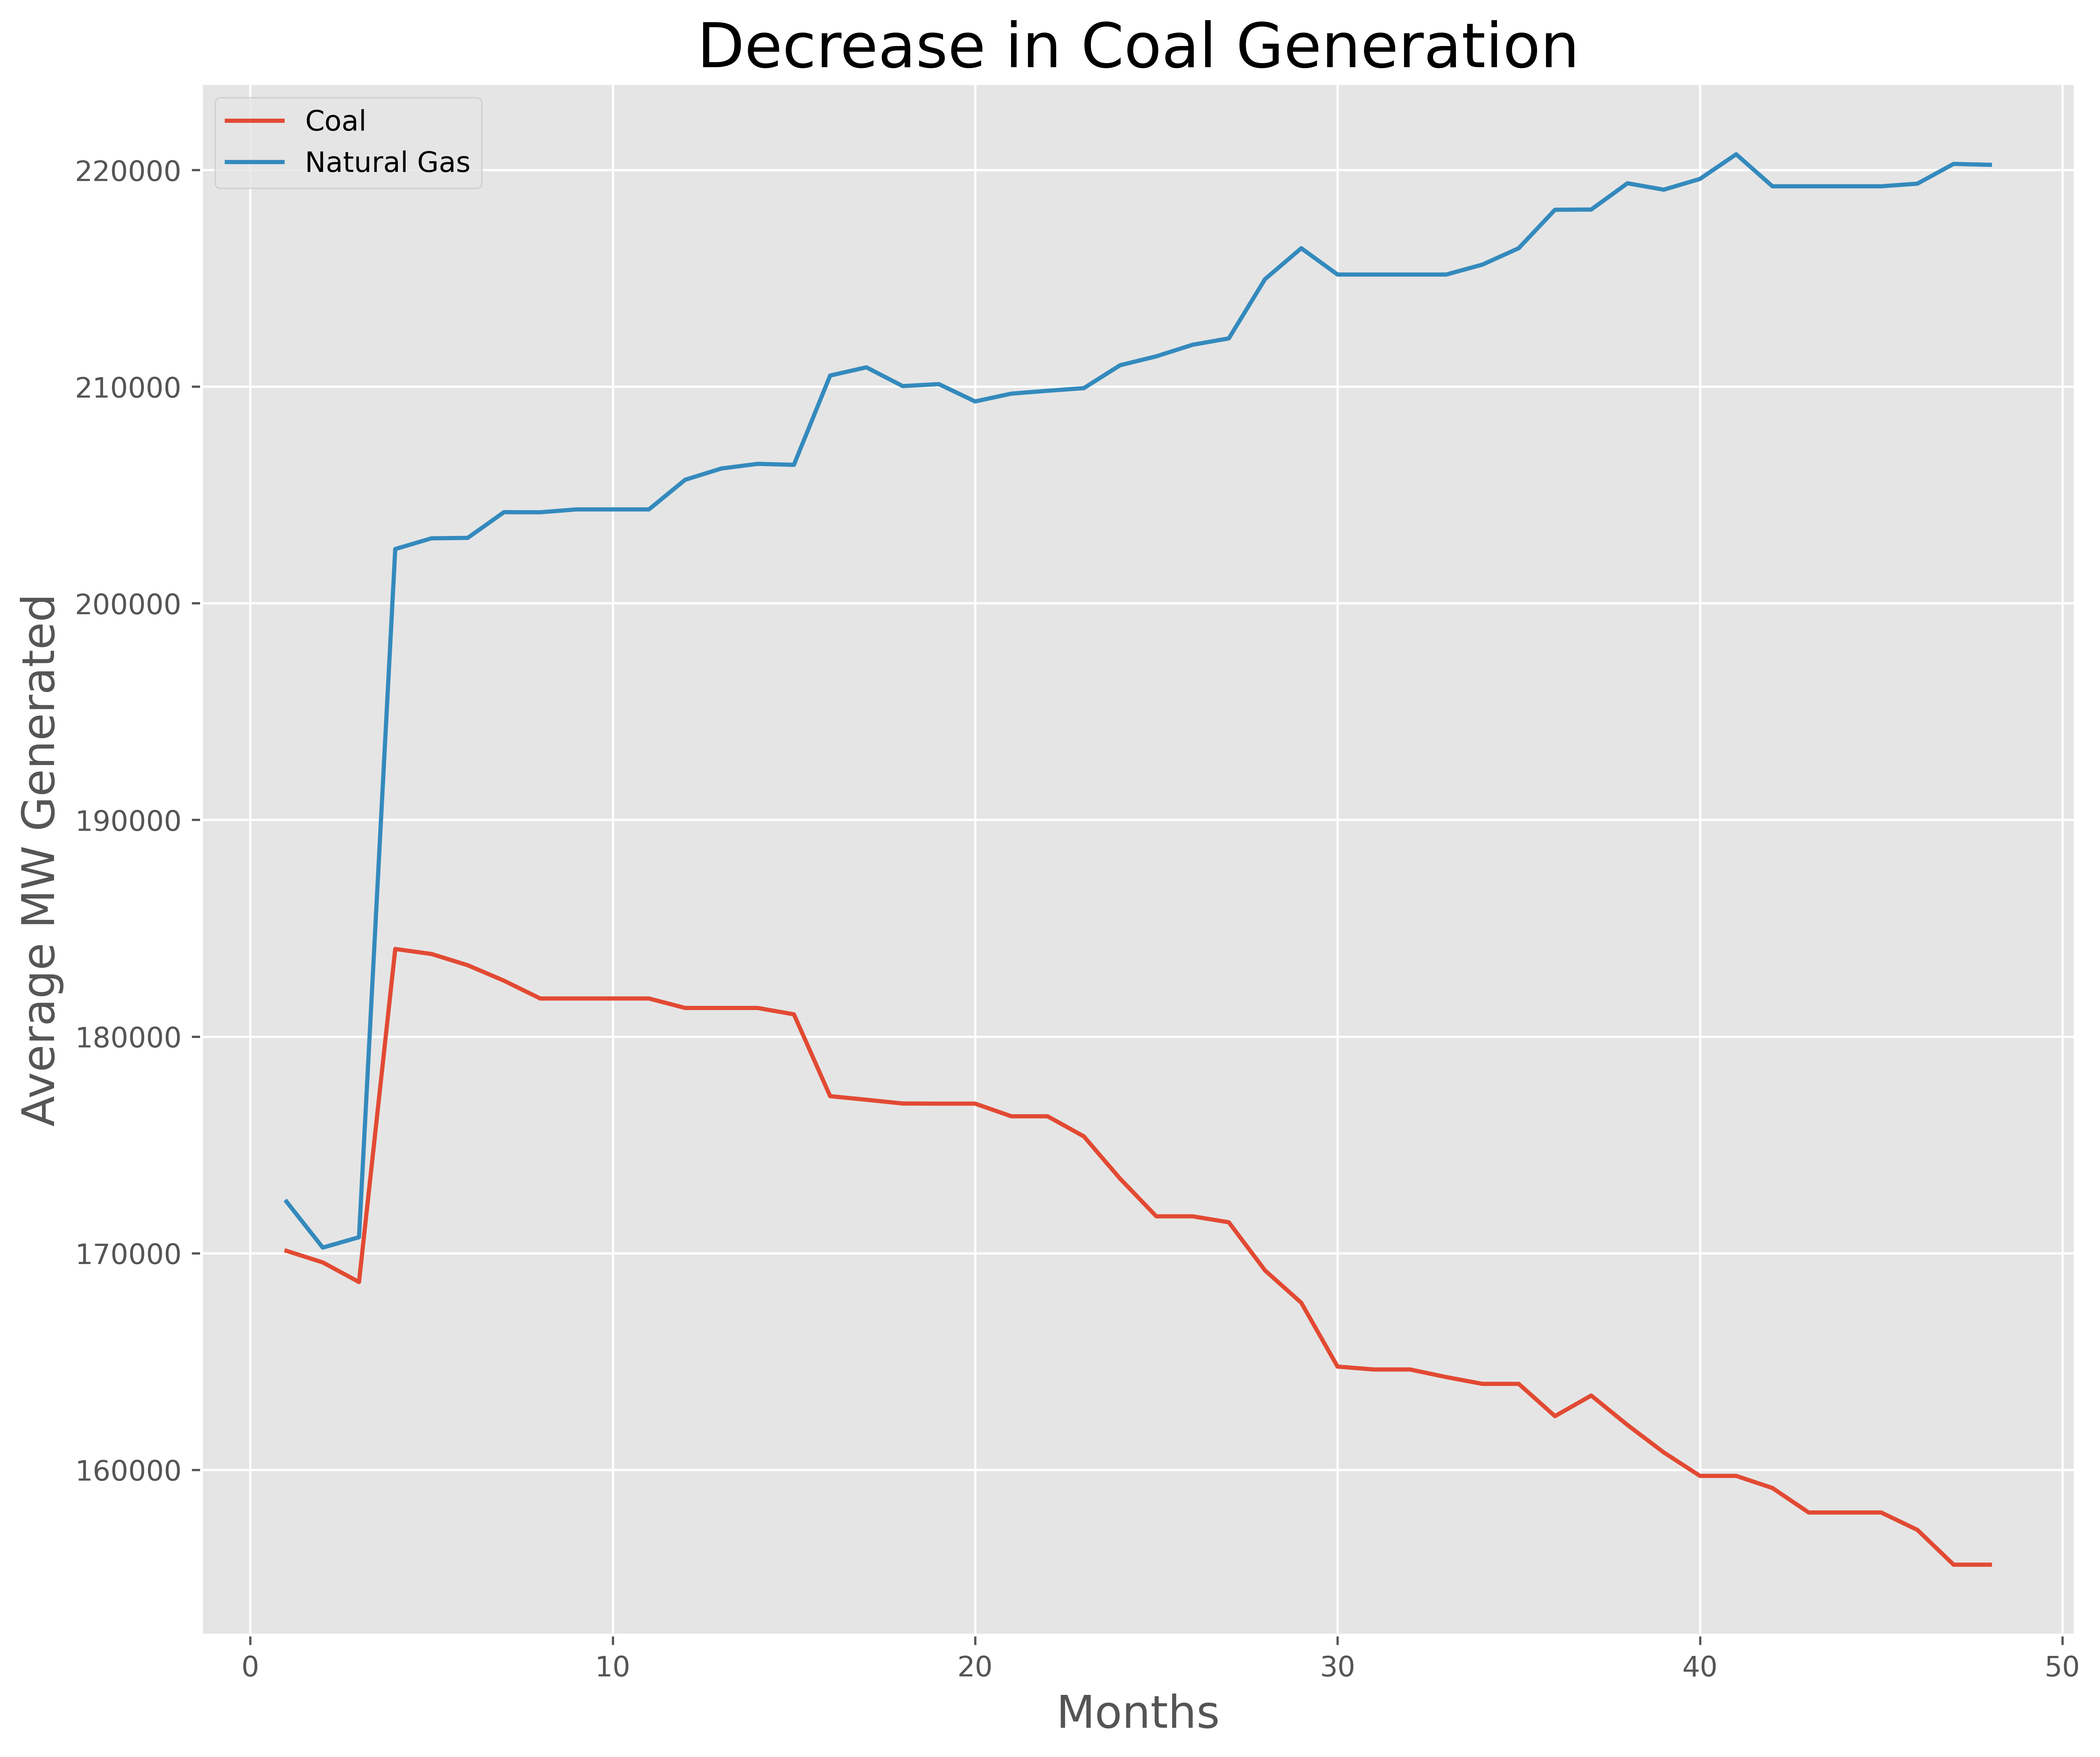 Decrease in Coal Generation
Coal
Natural Gas
220000
210000
200000
190000
180000
170000
160000
Average MW Generated
0 10 20 30 40 50
Months